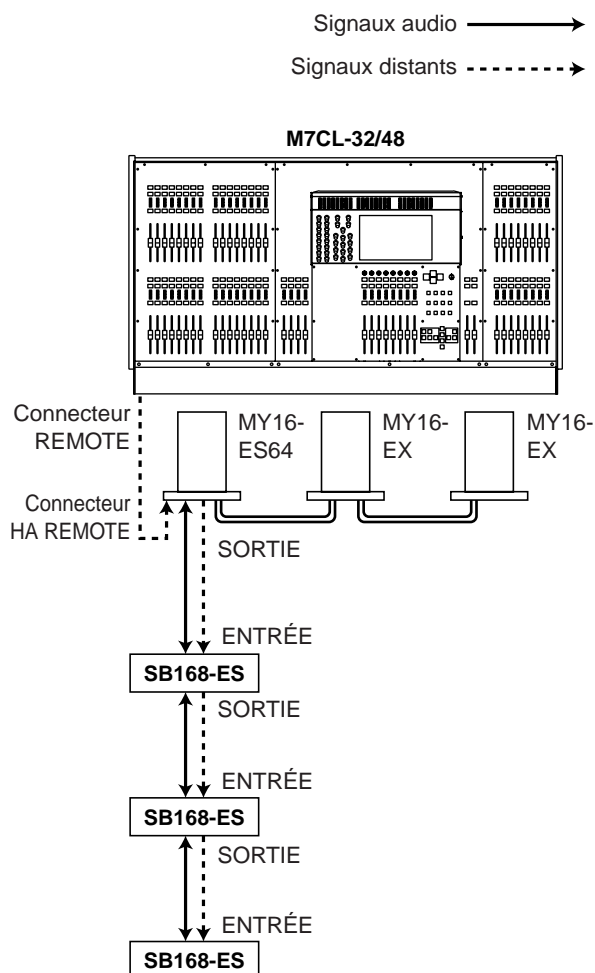 Signaux audio
Signaux distants
M7CL-32/48
Connecteur
REMOTE
MY16-
ES64
MY16-
EX
MY16-
EX
Connecteur
HA REMOTE
SORTIE
ENTRÉE
SB168-ES
SORTIE
ENTRÉE
SB168-ES
SORTIE
ENTRÉE
SB168-ES